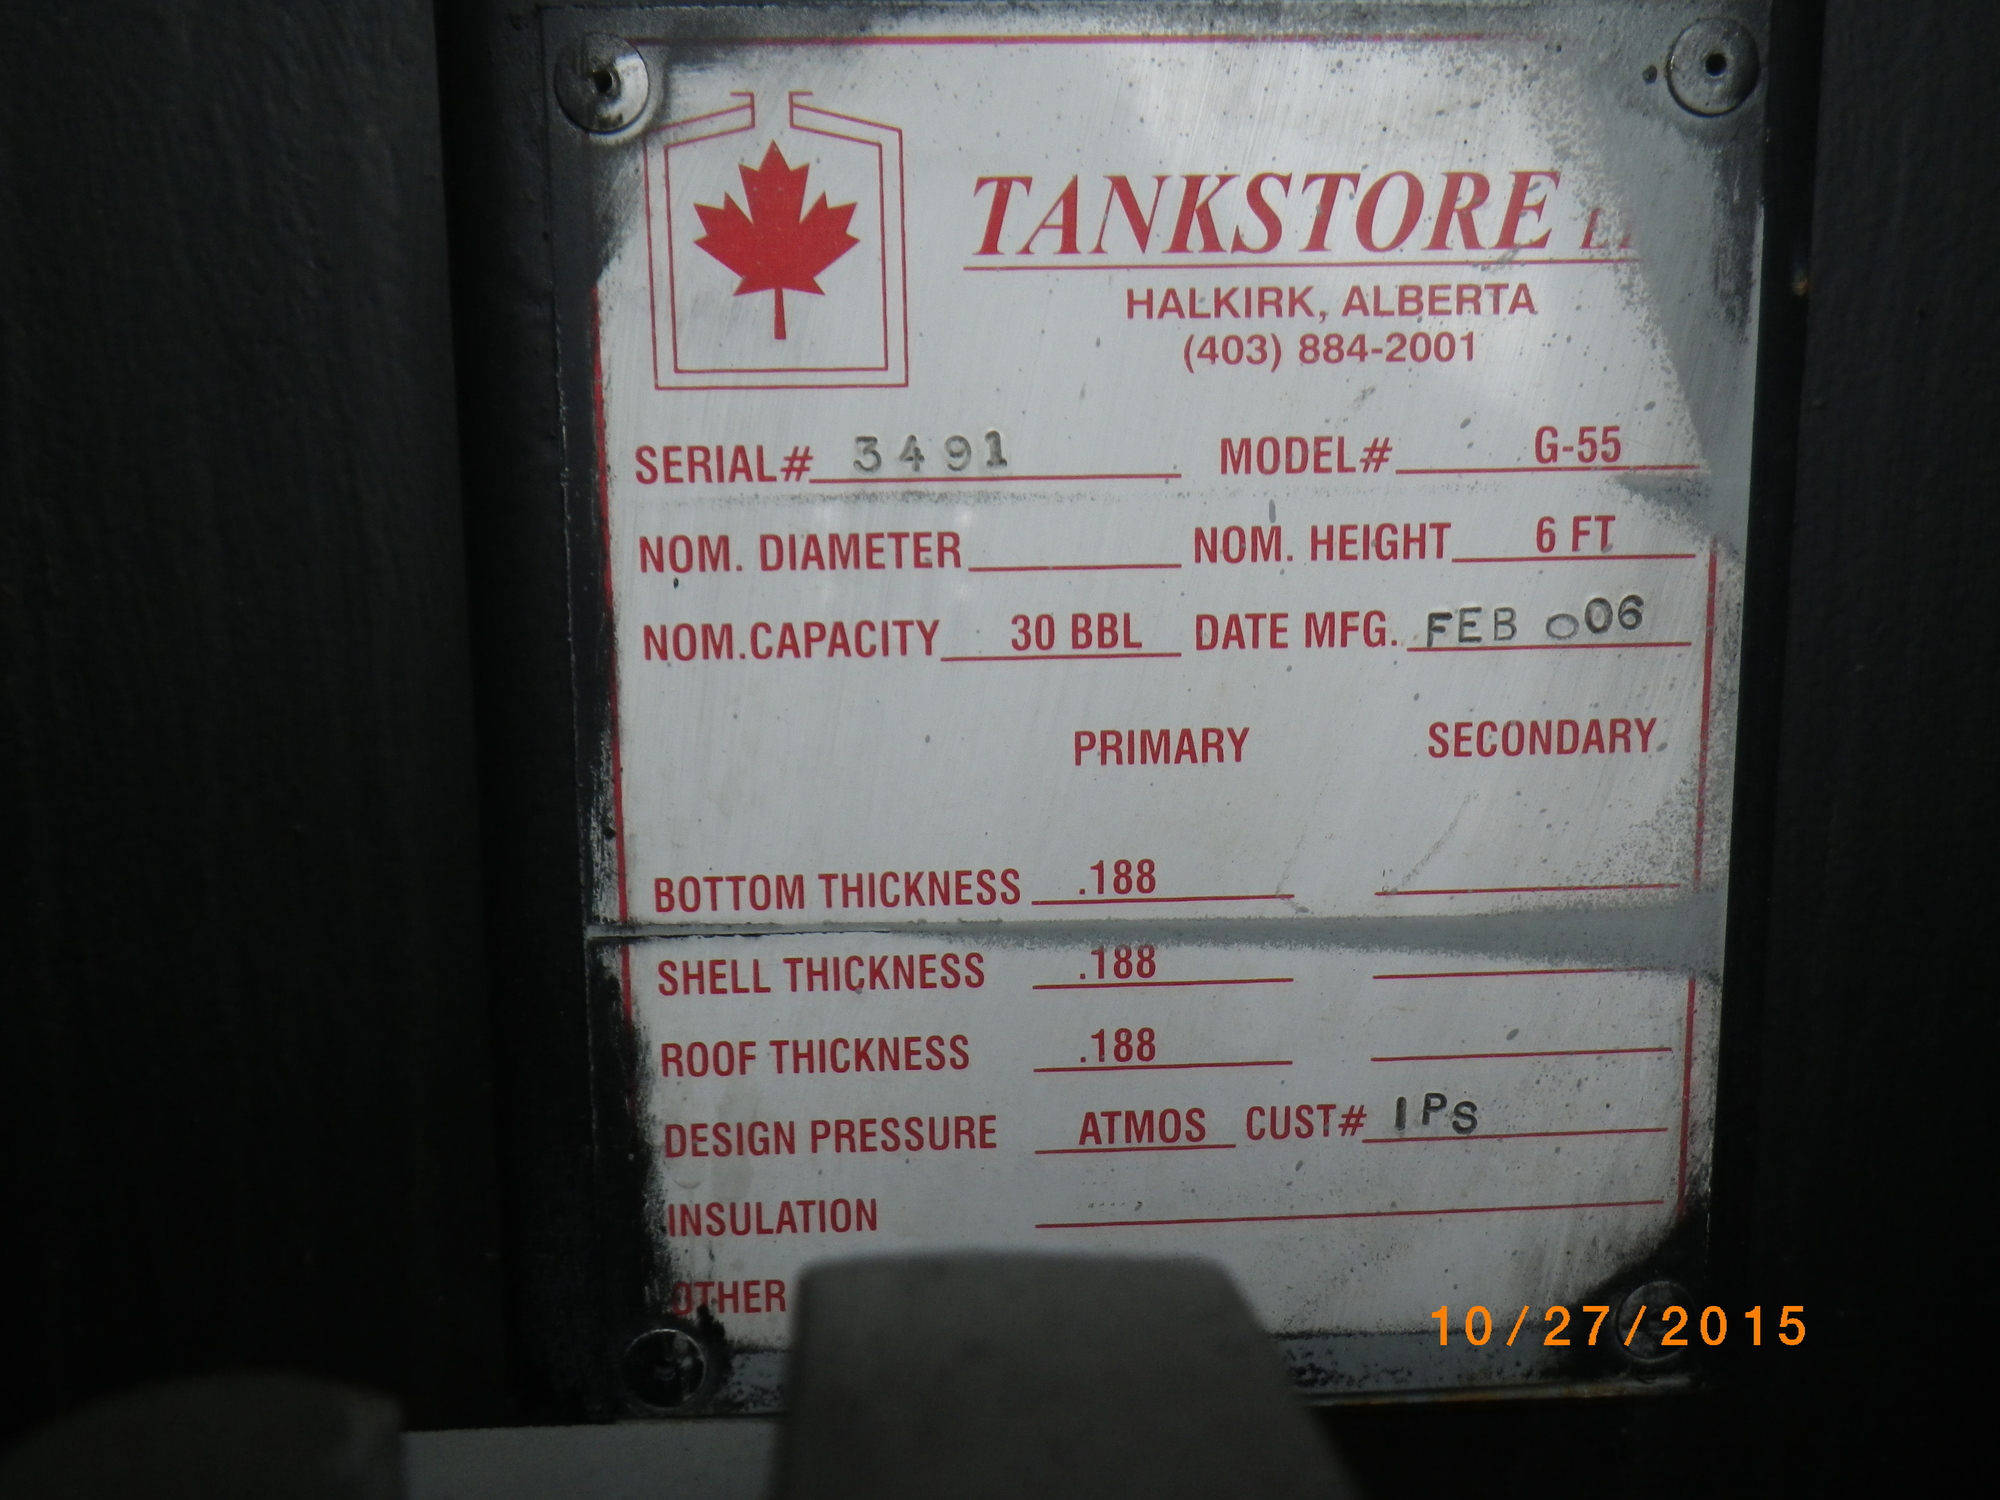 TANKSTORE
HALKIRK, ALBERTA
(403) 884-2001
SERIAL# 3491 MODEL# G-55
NOM. DIAMETER NOM. HEIGHT 6 FT
NOM.CAPACITY 30 BBL DATE MFG. FEB 006
PRIMARY SECONDARY
BOTTOM THICKNESS .188
SHELL THICKNESS .188
ROOF THICKNESS .188
DESIGN PRESSURE ATMOS CUST# IPS
INSULATION
OTHER
10/27/2015